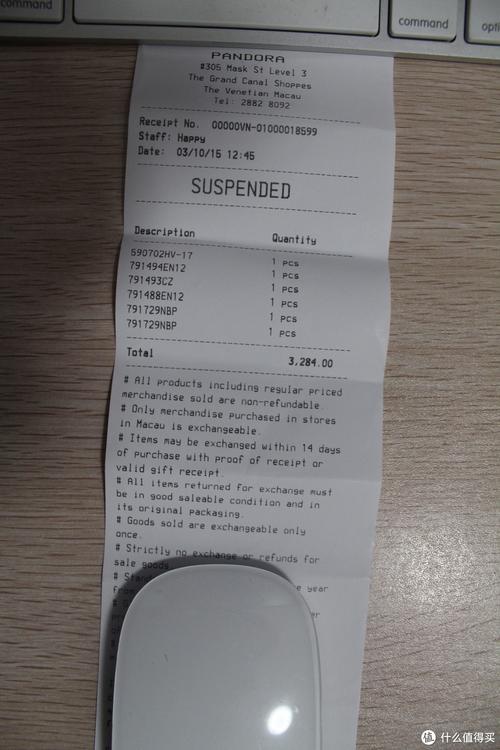 command
command
opti
PANDORA
#305 Mask St Level 3
The Grand Canal Shoppes
The Venetian Macau
Tel: 2882 8092
Receipt No. 00000VN-01000018599
Staff: Happy
Date: 03/10/15 12:45
SUSPENDED
Description Quantity
590702HV-17 1 pcs
791494EN12 1 pcs
791493CZ 1 pcs
791488EN12 1 pcs
791729NBP 1 pcs
791729NBP 1 pcs
Total 3,284.00
# All products including regular priced
merchandise sold are non-refundable.
# Only merchandise purchased in stores
in Macau is exchangeable.
# Items may be exchanged within 14 days
of purchase with proof of receipt or
valid gift receipt.
# All items returned for exchange must
be in good saleable condition and in
its original packaging.
# Goods sold are exchangeable only
once.
# Strictly no exchange or refunds for
sale goods.
# Stand year
from
值 什么值得买